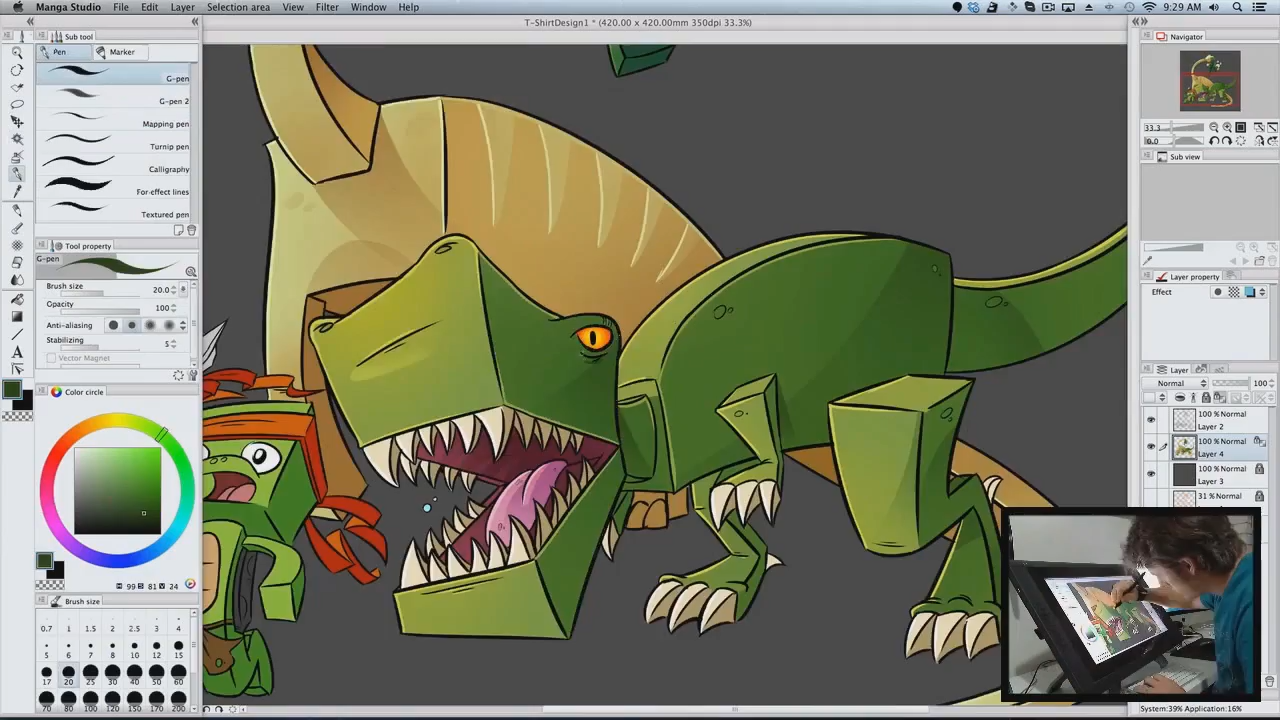 Manga Studio File Edit Layer Selection area View Filter Window Help 9:29 AM
T-ShirtDesign1 * (420.00 x 420.00mm 350dpi 33.3%)
Sub tool
Pen Marker
G-pen
G-pen 2
Mapping pen
Turnip pen
Calligraphy
For-effect lines
Textured pen
Tool property
G-pen
Brush size 20.0
Opacity 100
Anti-aliasing
Stabilizing 5
Vector Magnet
Color circle
H 99 S 81 V 24
Brush size
0.7 1 1.5 2 2.5 3 4
5 6 7 8 10 12 15
17 20 25 30 40 50 60
70 80 100 120 150 170 200
Navigator
33.3
0.0
Sub view
Layer property
Effect
Layer
Normal 100
100 % Normal
Layer 2
100 % Normal
Layer 4
100 % Normal
Layer 3
31 % Normal
System:39% Application:16%